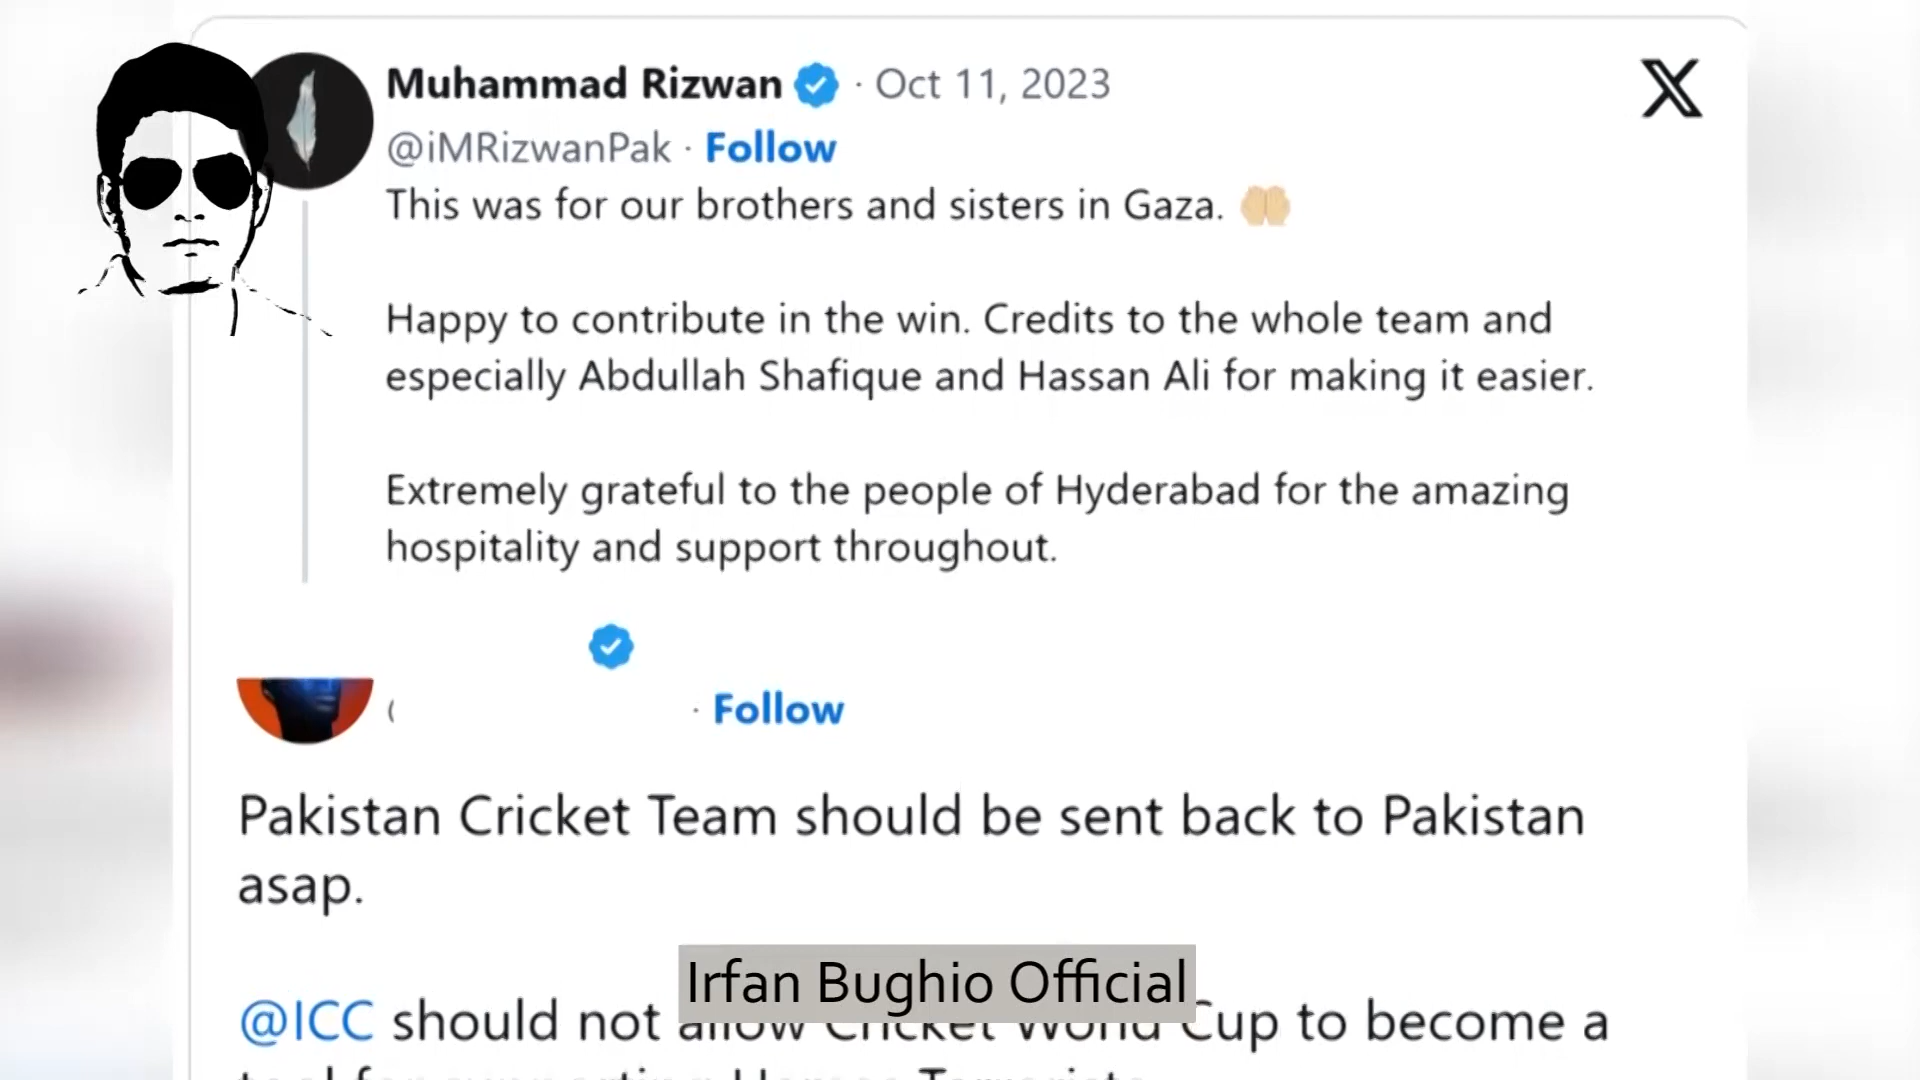 Muhammad Rizwan · Oct 11, 2023
@iMRizwanPak · Follow
This was for our brothers and sisters in Gaza. 🤲🏼
Happy to contribute in the win. Credits to the whole team and
especially Abdullah Shafique and Hassan Ali for making it easier.
Extremely grateful to the people of Hyderabad for the amazing
hospitality and support throughout.
· Follow
Pakistan Cricket Team should be sent back to Pakistan
asap.
Irfan Bughio Official
@ICC should not allow Cricket World Cup to become a